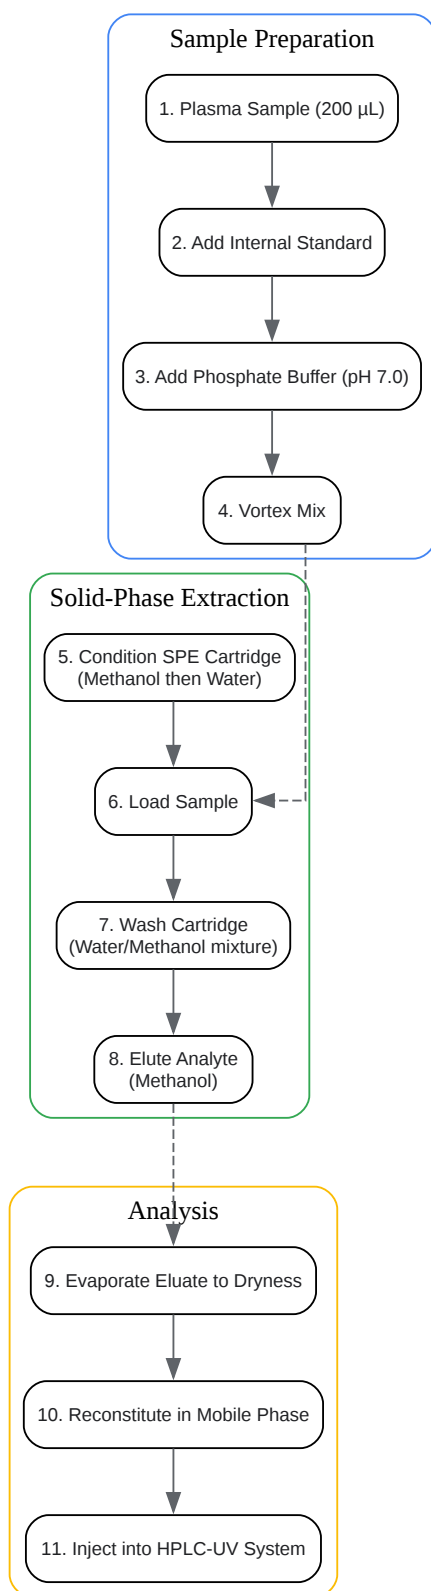 Sample Preparation
1. Plasma Sample (200 µL)
2. Add Internal Standard
3. Add Phosphate Buffer (pH 7.0)
4. Vortex Mix
Solid-Phase Extraction
5. Condition SPE Cartridge
(Methanol then Water)
6. Load Sample
7. Wash Cartridge
(Water/Methanol mixture)
8. Elute Analyte
(Methanol)
Analysis
9. Evaporate Eluate to Dryness
10. Reconstitute in Mobile Phase
11. Inject into HPLC-UV System